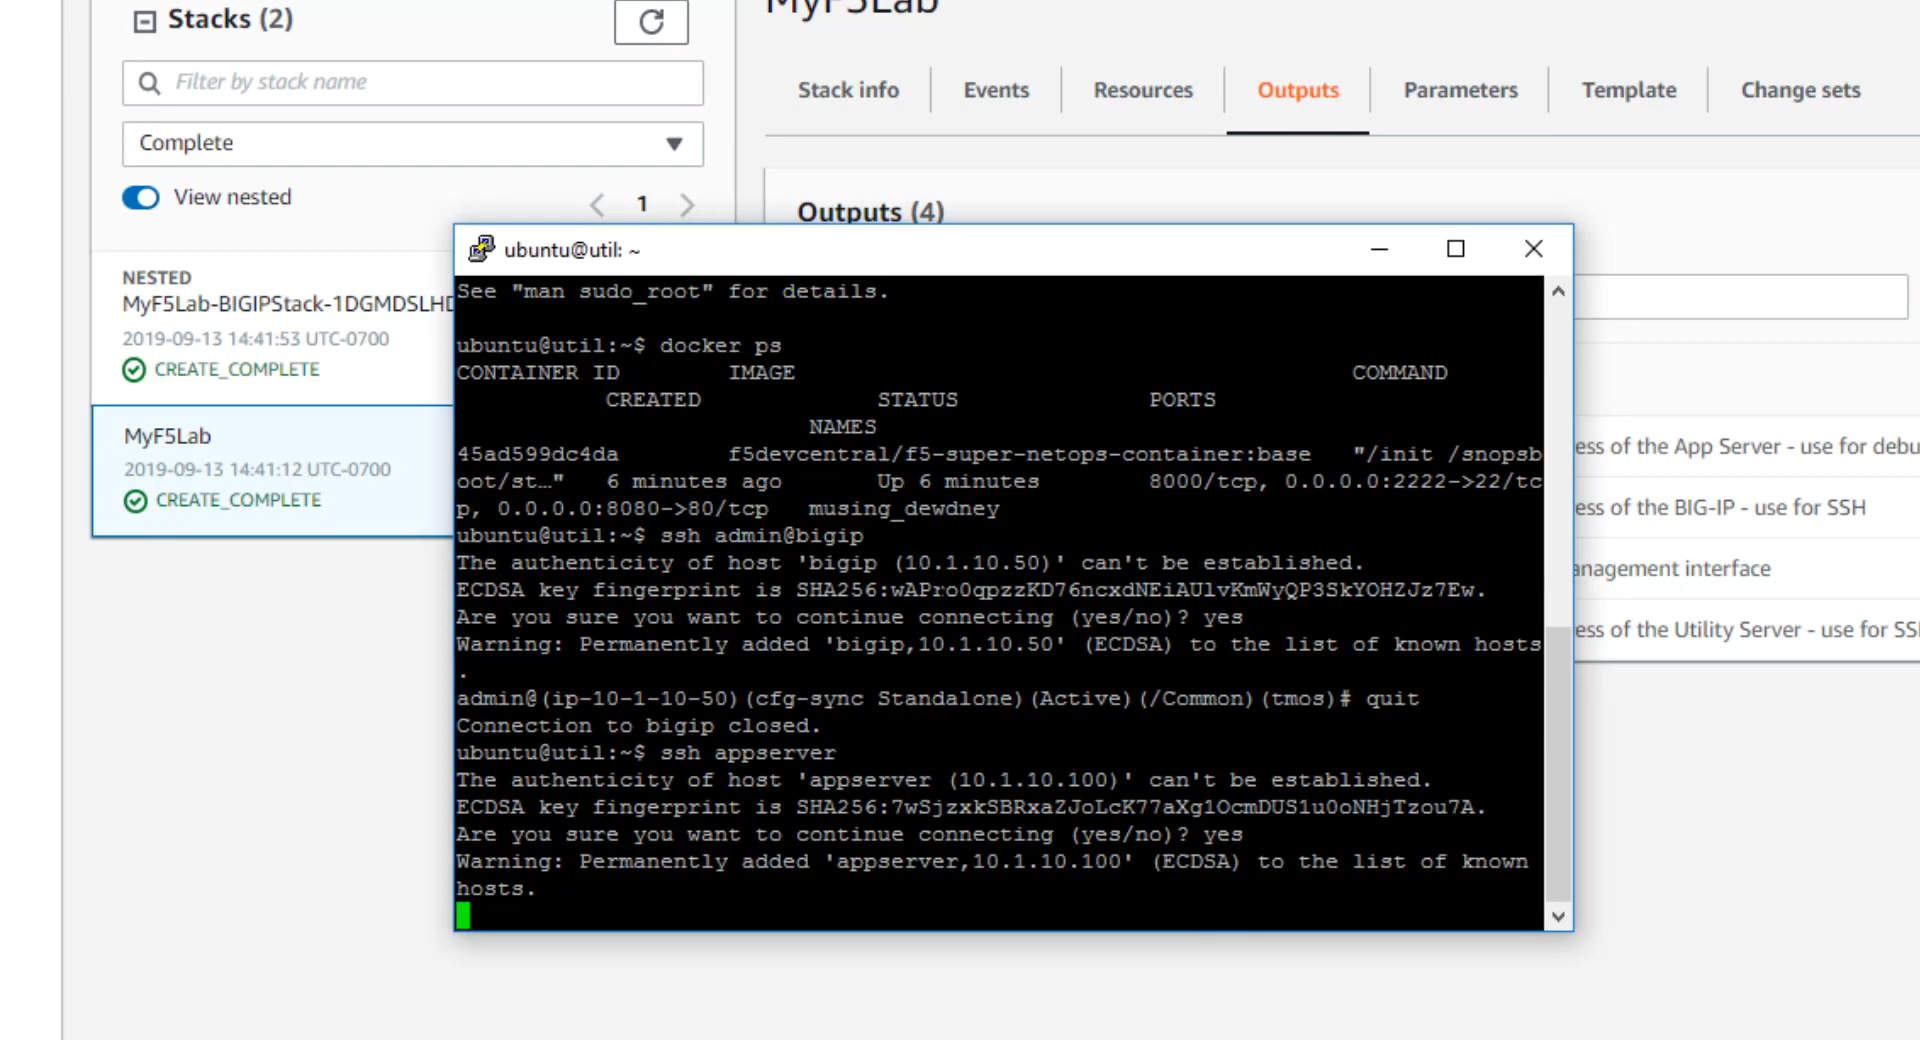 Stacks (2)
Filter by stack name
Complete
View nested
1
NESTED
MyF5Lab-BIGIPStack-1DGMDSLHD
2019-09-13 14:41:53 UTC-0700
CREATE_COMPLETE
MyF5Lab
2019-09-13 14:41:12 UTC-0700
CREATE_COMPLETE
MyF5Lab
Stack info
Events
Resources
Outputs
Parameters
Template
Change sets
Outputs (4)
ess of the App Server - use for debu
ess of the BIG-IP - use for SSH
anagement interface
ess of the Utility Server - use for SSH
ubuntu@util: ~
See "man sudo_root" for details.
ubuntu@util:~$ docker ps
CONTAINER ID IMAGE COMMAND
CREATED STATUS PORTS
NAMES
45ad599dc4da f5devcentral/f5-super-netops-container:base "/init /snopsb
oot/st…" 6 minutes ago Up 6 minutes 8000/tcp, 0.0.0.0:2222->22/tc
p, 0.0.0.0:8080->80/tcp musing_dewdney
ubuntu@util:~$ ssh admin@bigip
The authenticity of host 'bigip (10.1.10.50)' can't be established.
ECDSA key fingerprint is SHA256:wAPro0qpzzKD76ncxdNEiAUlvKmWyQP3SkYOHZJz7Ew.
Are you sure you want to continue connecting (yes/no)? yes
Warning: Permanently added 'bigip,10.1.10.50' (ECDSA) to the list of known hosts
.
admin@(ip-10-1-10-50)(cfg-sync Standalone)(Active)(/Common)(tmos)# quit
Connection to bigip closed.
ubuntu@util:~$ ssh appserver
The authenticity of host 'appserver (10.1.10.100)' can't be established.
ECDSA key fingerprint is SHA256:7wSjzxkSBRxaZJoLcK77aXg1OcmDUS1u0oNHjTzou7A.
Are you sure you want to continue connecting (yes/no)? yes
Warning: Permanently added 'appserver,10.1.10.100' (ECDSA) to the list of known
hosts.